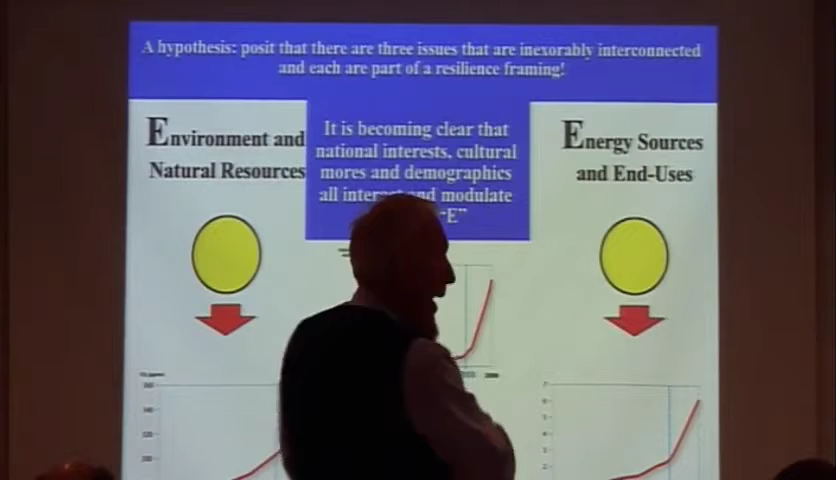 A hypothesis: posit that there are three issues that are inexorably interconnected
and each are part of a resilience framing!
Environment and
Natural Resources
It is becoming clear that
national interests, cultural
mores and demographics
all and modulate
“E”
Energy Sources
and End-Uses